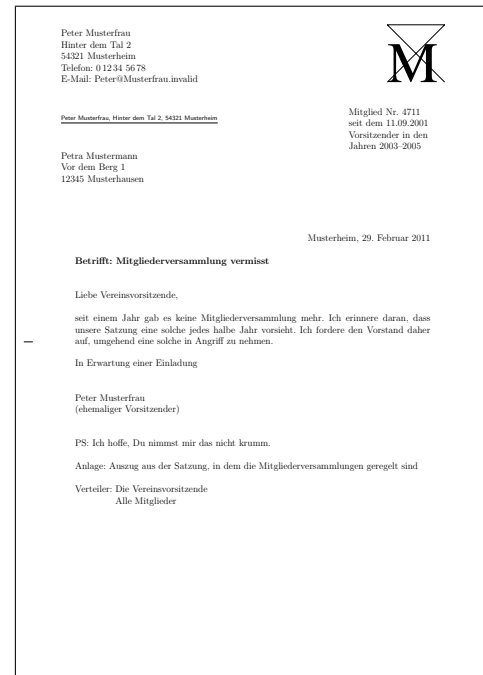 Peter Musterfrau
Hinter dem Tal 2
54321 Musterheim
Telefon: 0 12 34 56 78
E-Mail: Peter@Musterfrau.invalid
M
Peter Musterfrau, Hinter dem Tal 2, 54321 Musterheim
Mitglied Nr. 4711
seit dem 11.09.2001
Vorsitzender in den
Jahren 2003–2005
Petra Mustermann
Vor dem Berg 1
12345 Musterhausen
Musterheim, 29. Februar 2011
Betrifft: Mitgliederversammlung vermisst
Liebe Vereinsvorsitzende,
seit einem Jahr gab es keine Mitgliederversammlung mehr. Ich erinnere daran, dass
unsere Satzung eine solche jedes halbe Jahr vorsieht. Ich fordere den Vorstand daher
auf, umgehend eine solche in Angriff zu nehmen.
In Erwartung einer Einladung
Peter Musterfrau
(ehemaliger Vorsitzender)
PS: Ich hoffe, Du nimmst mir das nicht krumm.
Anlage: Auszug aus der Satzung, in dem die Mitgliederversammlungen geregelt sind
Verteiler: Die Vereinsvorsitzende
Alle Mitglieder